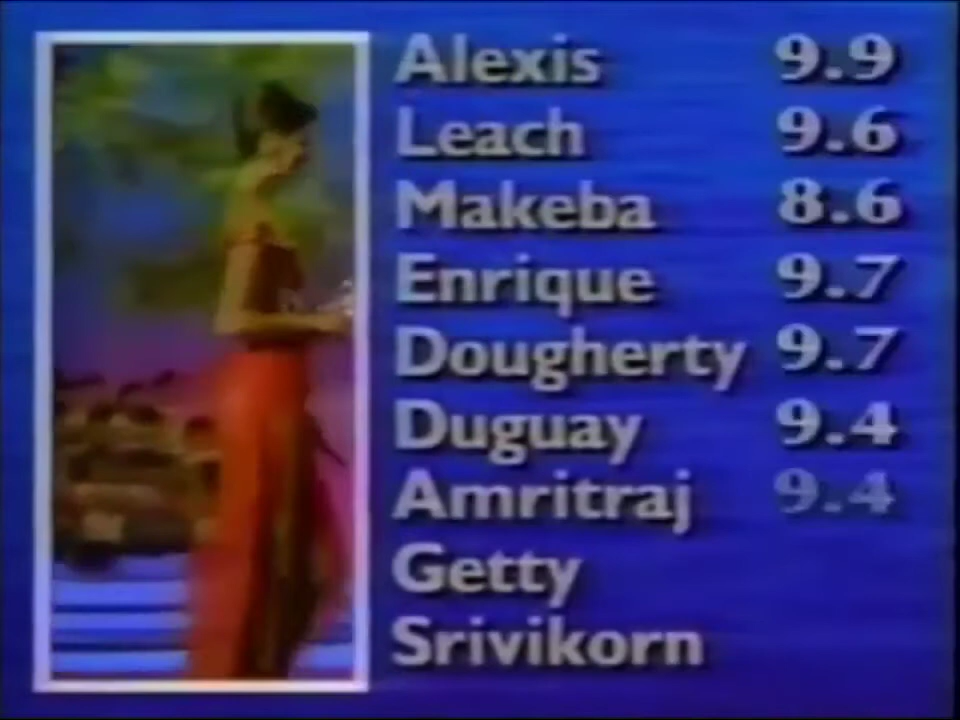 Alexis 9.9
Leach 9.6
Makeba 8.6
Enrique 9.7
Dougherty 9.7
Duguay 9.4
Amritraj 9.4
Getty
Srivikorn